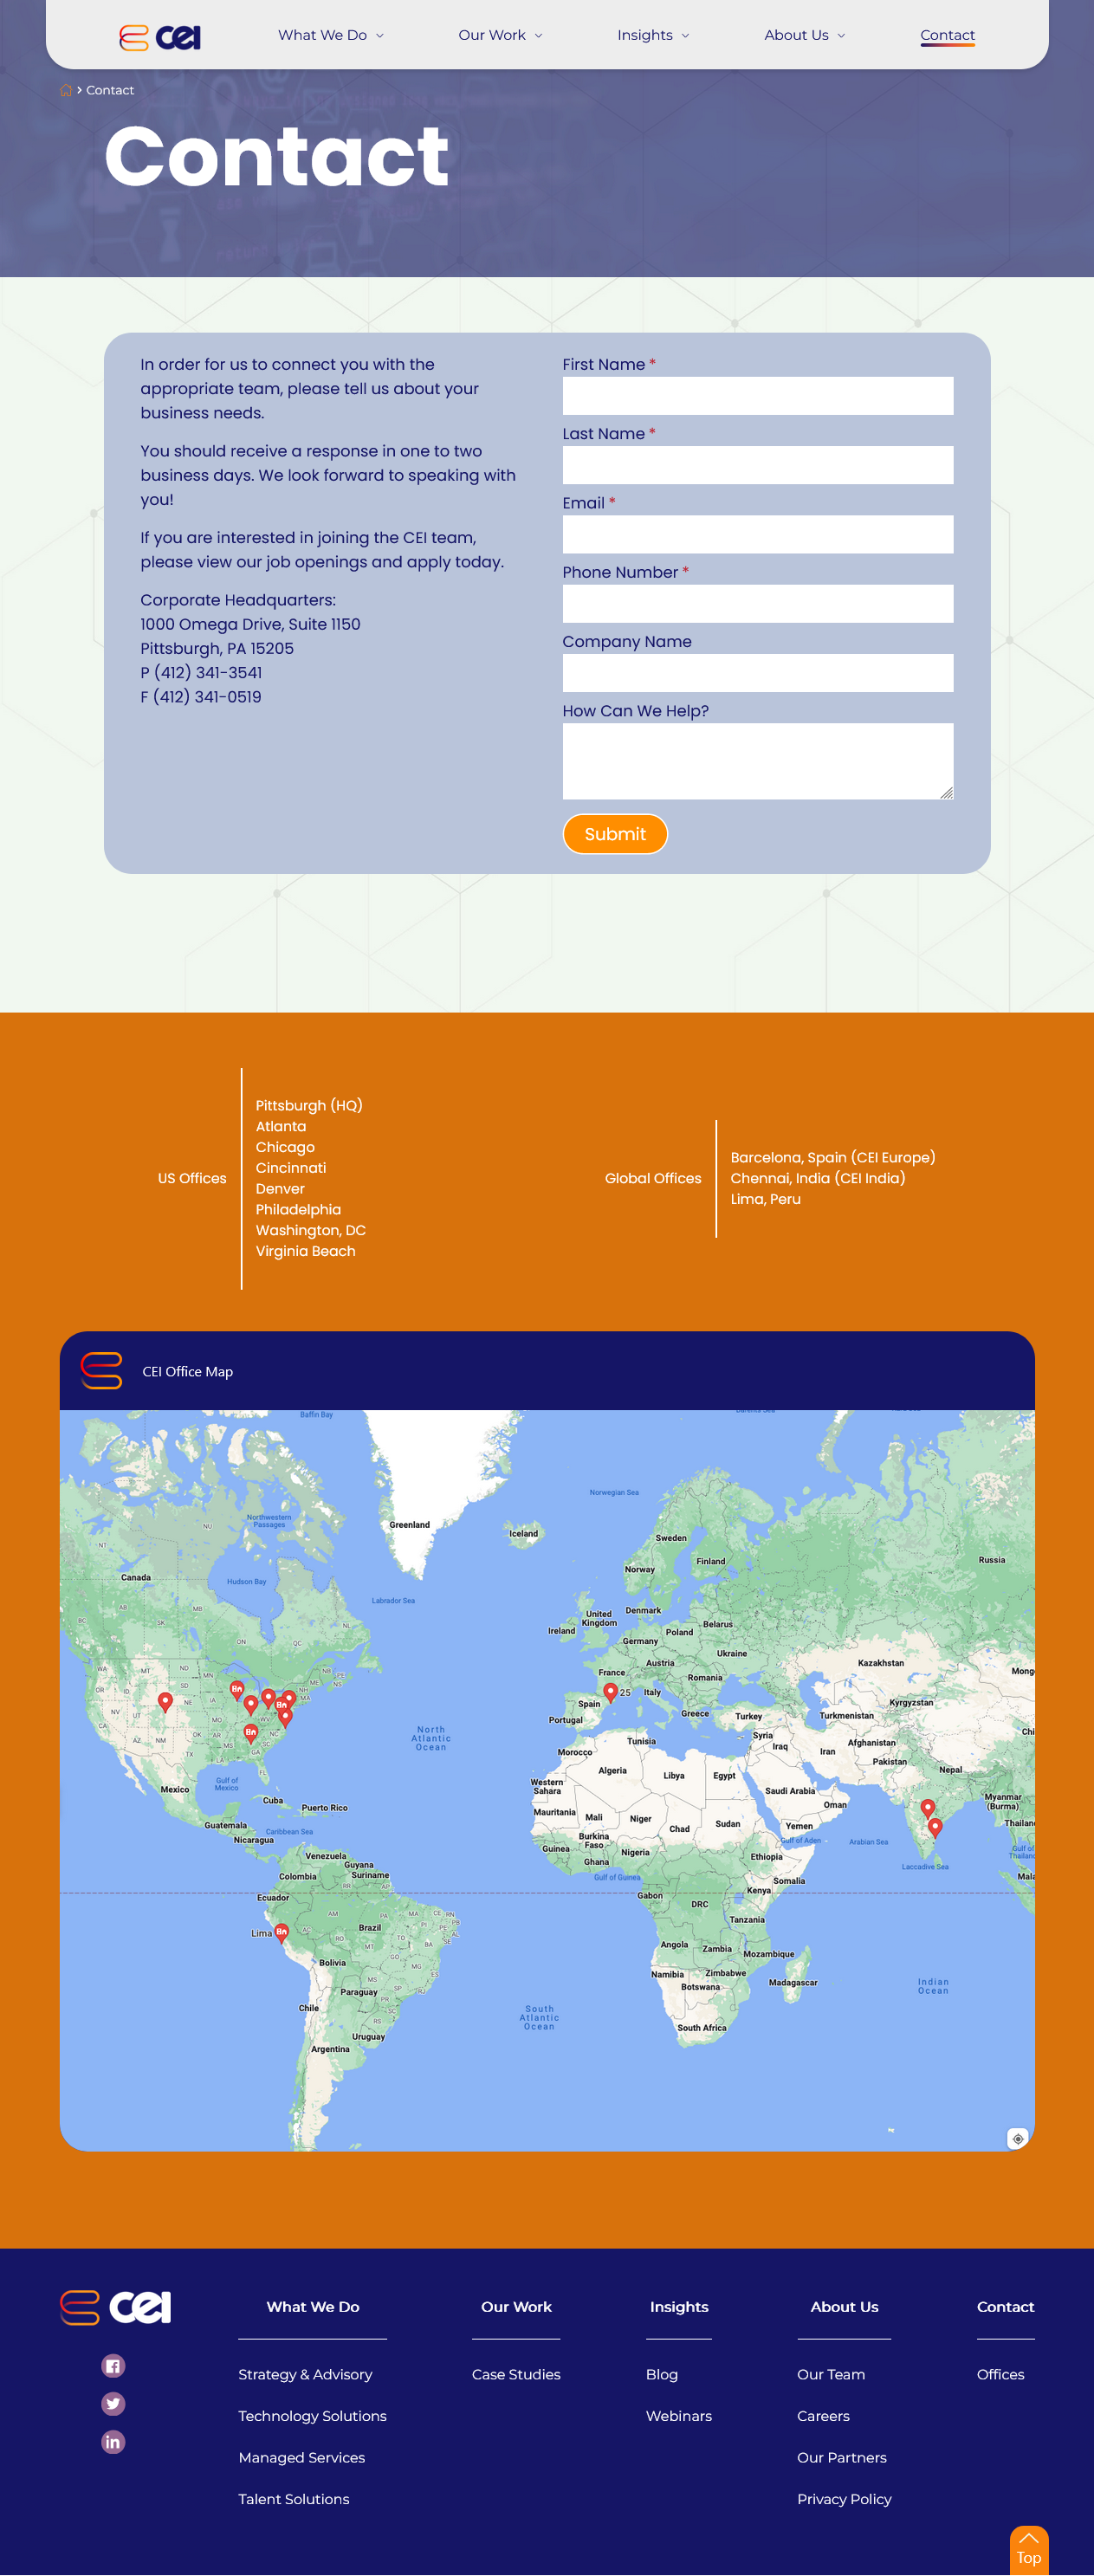 cei
What We Do
Our Work
Insights
About Us
Contact
Contact
Contact
In order for us to connect you with the
appropriate team, please tell us about your
business needs.
You should receive a response in one to two
business days. We look forward to speaking with
you!
If you are interested in joining the CEI team,
please view our job openings and apply today.
Corporate Headquarters:
1000 Omega Drive, Suite 1150
Pittsburgh, PA 15205
P (412) 341-3541
F (412) 341-0519
First Name *
Last Name *
Email *
Phone Number *
Company Name
How Can We Help?
Submit
US Offices
Pittsburgh (HQ)
Atlanta
Chicago
Cincinnati
Denver
Philadelphia
Washington, DC
Virginia Beach
Global Offices
Barcelona, Spain (CEI Europe)
Chennai, India (CEI India)
Lima, Peru
CEI Office Map
Baffin Bay
Norwegian Sea
Northwestern
Passages
Greenland
Iceland
Sweden
Finland
Norway
Russia
Canada
Hudson Bay
Labrador Sea
United
Kingdom
Ireland
Denmark
Belarus
Poland
Germany
Ukraine
Austria
Kazakhstan
France
Romania
Italy
25
Spain
Portugal
Greece
Turkey
Kyrgyzstan
Turkmenistan
North
Atlantic
Ocean
Syria
Iraq
Iran
Afghanistan
Pakistan
Nepal
Morocco
Tunisia
Algeria
Libya
Egypt
Western
Sahara
Saudi Arabia
Oman
Myanmar
(Burma)
Mexico
Gulf of
Mexico
Cuba
Puerto Rico
Guatemala
Nicaragua
Caribbean Sea
Mauritania
Mali
Niger
Chad
Sudan
Yemen
Gulf of Aden
Arabian Sea
Burkina
Faso
Guinea
Ghana
Nigeria
Gulf of Guinea
Ethiopia
Somalia
Laccadive Sea
Venezuela
Guyana
Suriname
Colombia
Ecuador
Gabon
DRC
Kenya
Tanzania
Lima
Brazil
Bolivia
Paraguay
Chile
Uruguay
Argentina
Angola
Zambia
Mozambique
Namibia
Zimbabwe
Botswana
Madagascar
South Africa
South
Atlantic
Ocean
Indian
Ocean
cei
What We Do
Strategy & Advisory
Technology Solutions
Managed Services
Talent Solutions
Our Work
Case Studies
Insights
Blog
Webinars
About Us
Our Team
Careers
Our Partners
Privacy Policy
Contact
Offices
Top